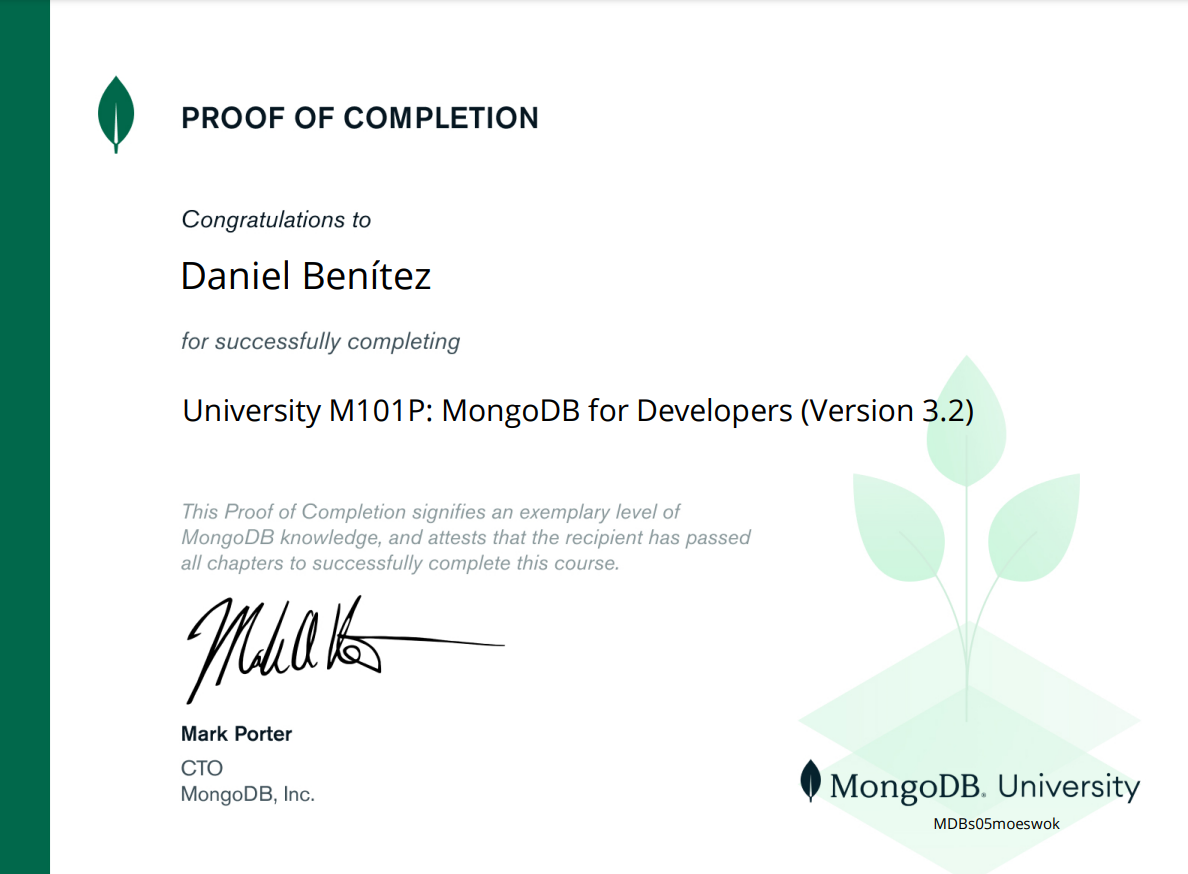 PROOF OF COMPLETION
Congratulations to
Daniel Benítez
for successfully completing
University M101P: MongoDB for Developers (Version 3.2)
This Proof of Completion signifies an exemplary level of
MongoDB knowledge, and attests that the recipient has passed
all chapters to successfully complete this course.
Mark Porter
CTO
MongoDB, Inc.
MongoDB. University
MDBs05moeswok